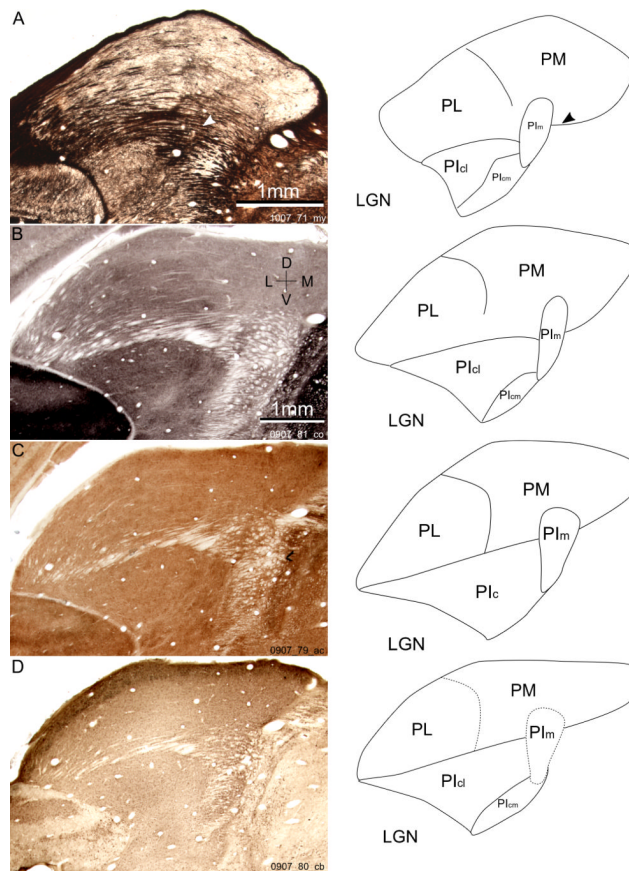 A
1mm
1007_71_my
PM
PL
PIm
PIcl
PIcm
LGN
B
D
L M
V
1mm
0907_81_co
PM
PL
PIm
PIcl
PIcm
LGN
C
0907_79_ac
PM
PL
PIm
PIc
LGN
D
0907_80_cb
PM
PL
PIm
PIcl
PIcm
LGN